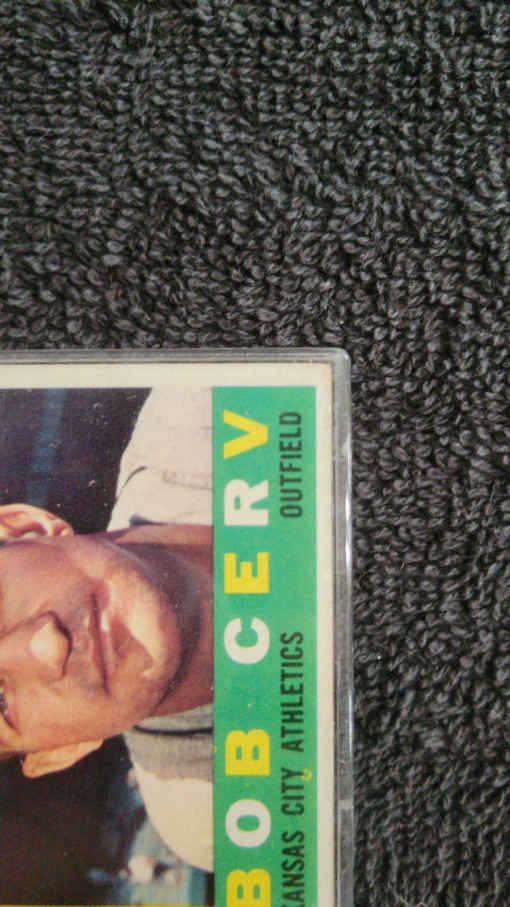 BOB CERV
KANSAS CITY ATHLETICS OUTFIELD